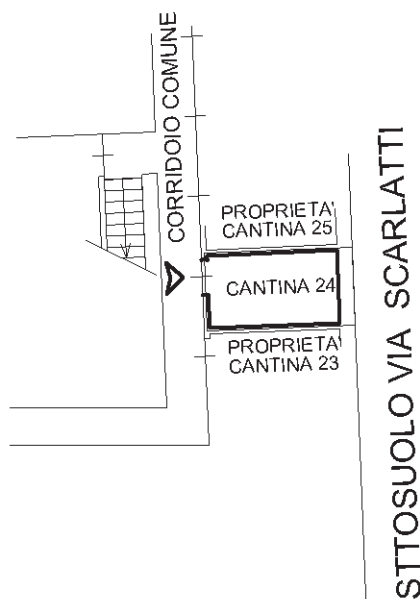 CORRIDOIO COMUNE
PROPRIETA'
CANTINA 25
CANTINA 24
PROPRIETA'
CANTINA 23
STTOSUOLO VIA SCARLATTI